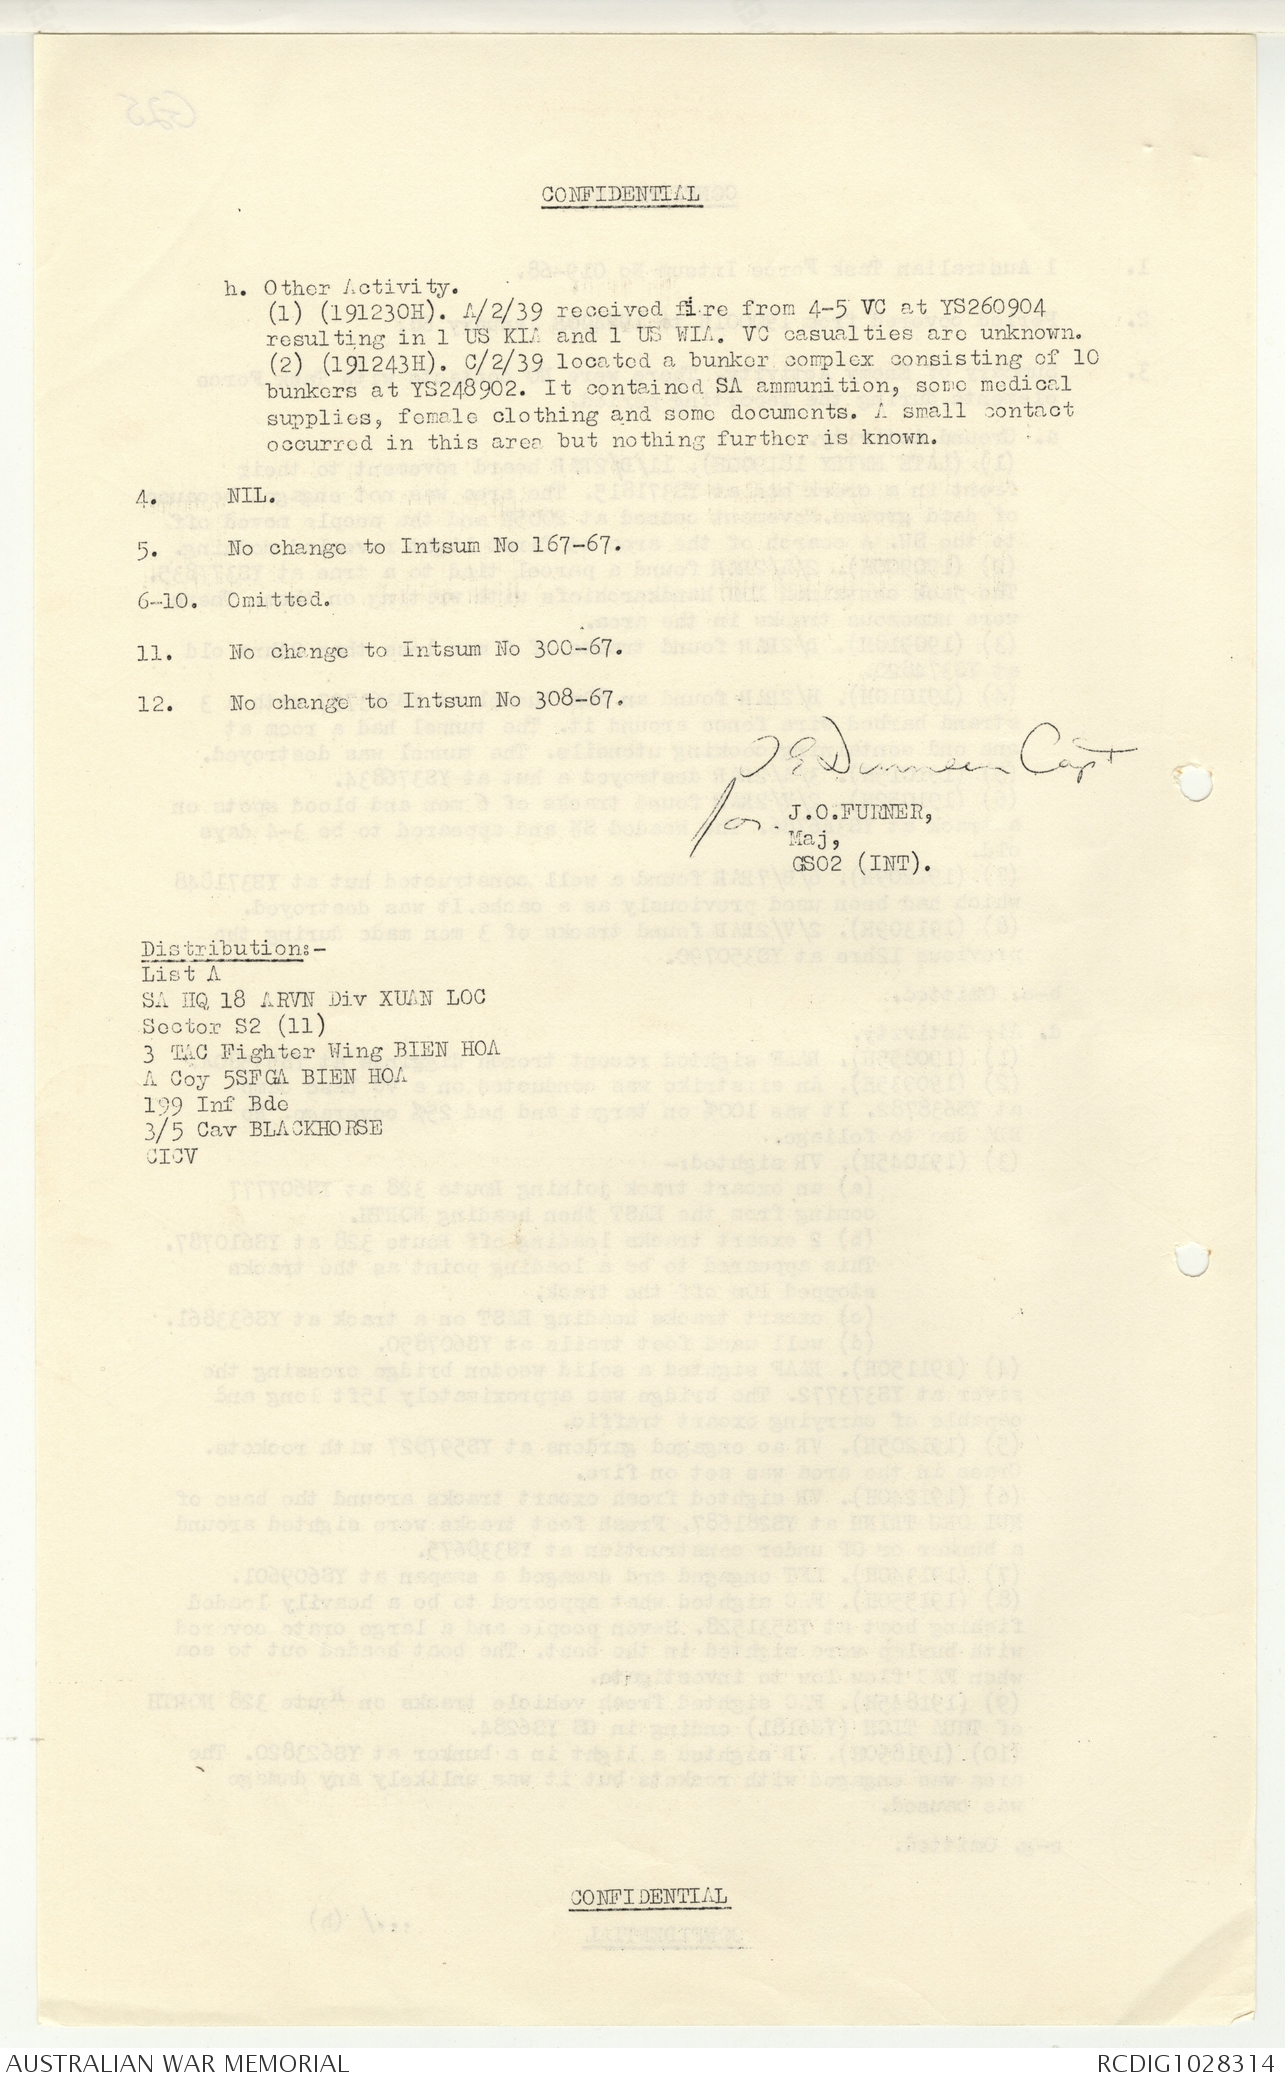 CONFIDENTIAL
h. Other Activity.
(1) (191230H). A/2/39 received fire from 4-5 VC at YS260904
resulting in 1 US KIA and 1 US WIA. VC casualties are unknown.
(2) (191243H). C/2/39 located a bunker complex consisting of 10
bunkers at YS248902. It contained SA ammunition, some medical
supplies, female clothing and some documents. A small contact
occurred in this area but nothing further is known.
4. NIL.
5. No change to Intsum No 167-67.
6-10. Omitted.
11. No change to Intsum No 300-67.
12. No change to Intsum No 308-67.
Capt
for J.O.FURNER,
Maj,
GSO2 (INT).
Distributions:-
List A
SA HQ 18 ARVN Div XUAN LOC
Sector S2 (11)
3 TAC Fighter Wing BIEN HOA
A Coy 5SFGA BIEN HOA
199 Inf Bde
3/5 Cav BLACKHORSE
CICV
CONFIDENTIAL
AUSTRALIAN WAR MEMORIAL
RCDIG1028314